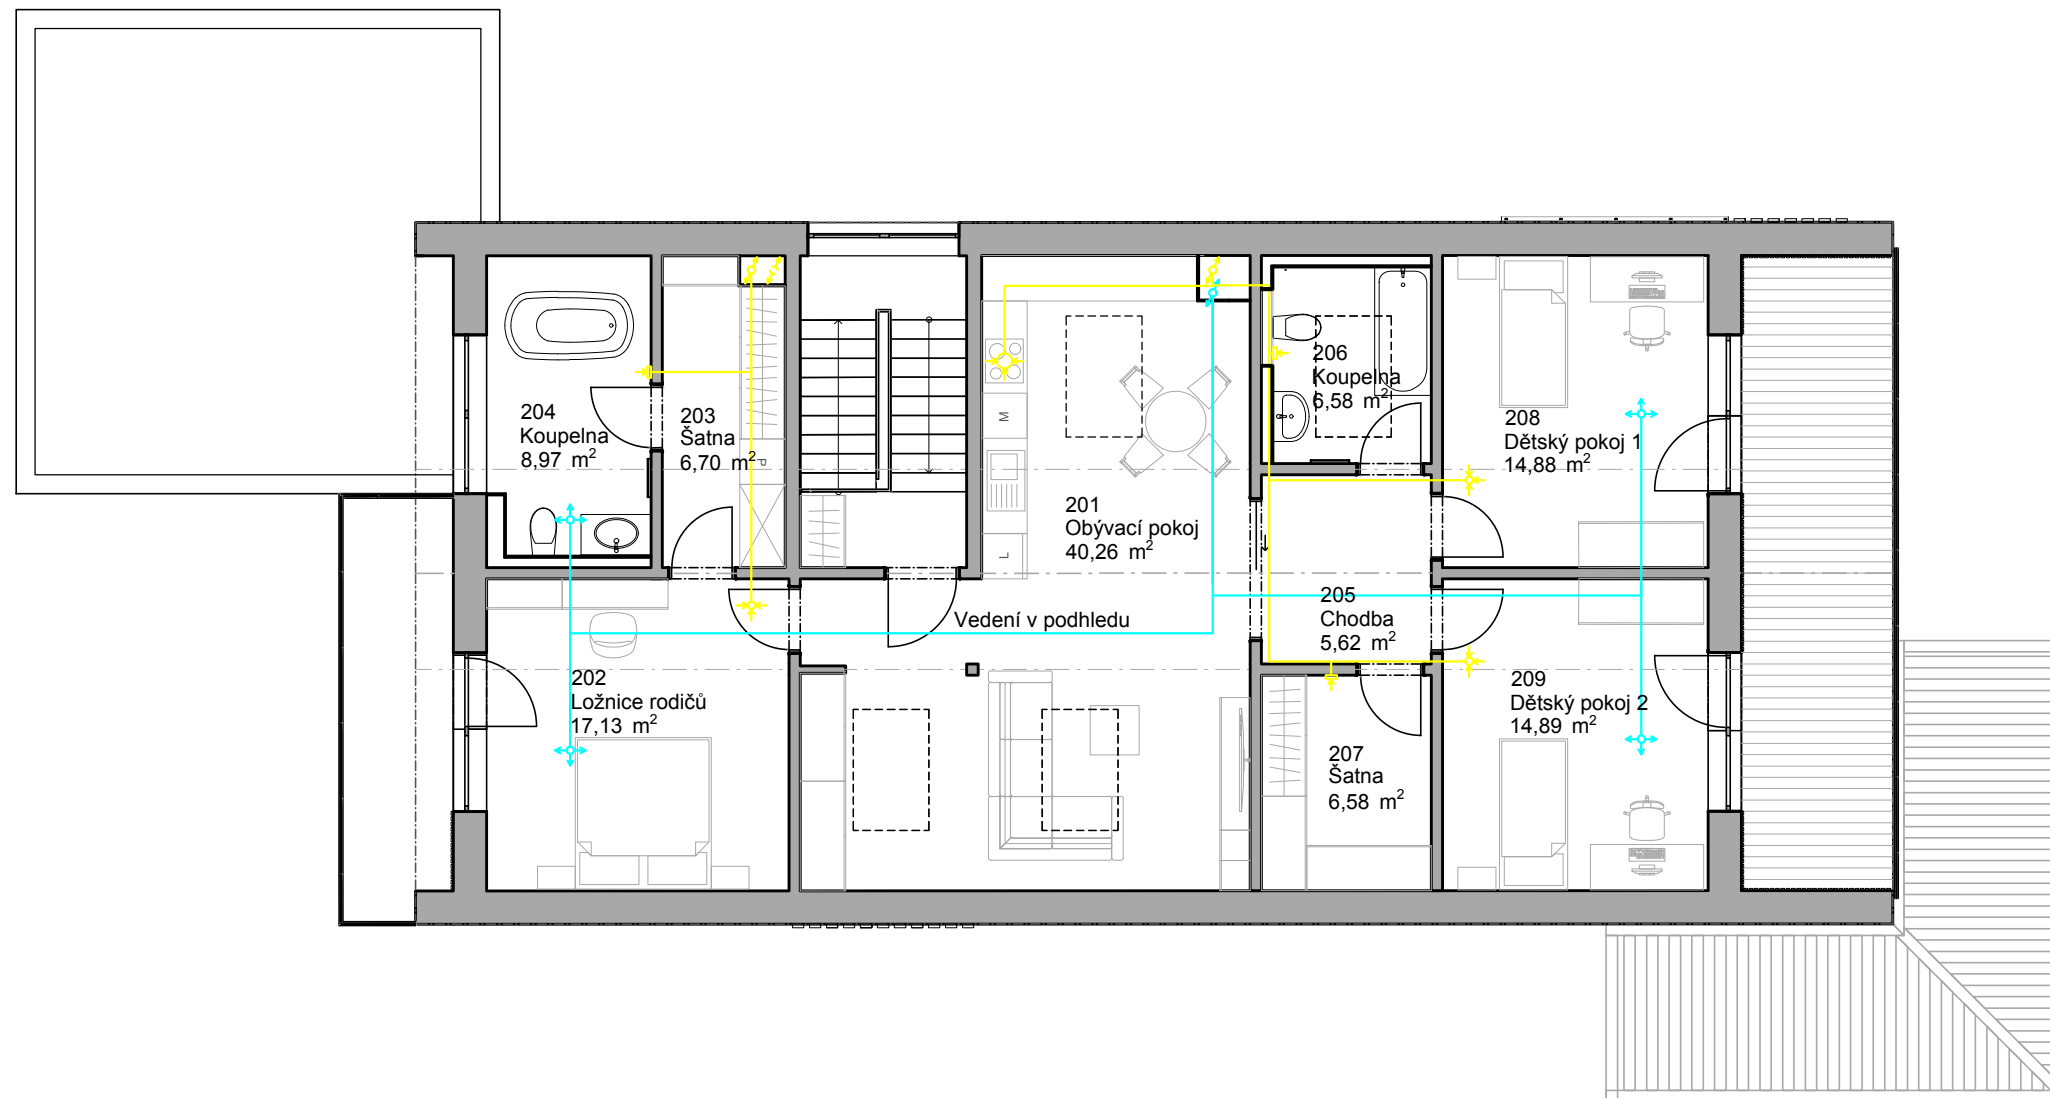 204
Koupelna
8,97 m²
203
Šatna
6,70 m²
P
M
L
201
Obývací pokoj
40,26 m²
206
Koupelna
6,58 m²
208
Dětský pokoj 1
14,88 m²
Vedení v podhledu
205
Chodba
5,62 m²
202
Ložnice rodičů
17,13 m²
209
Dětský pokoj 2
14,89 m²
207
Šatna
6,58 m²